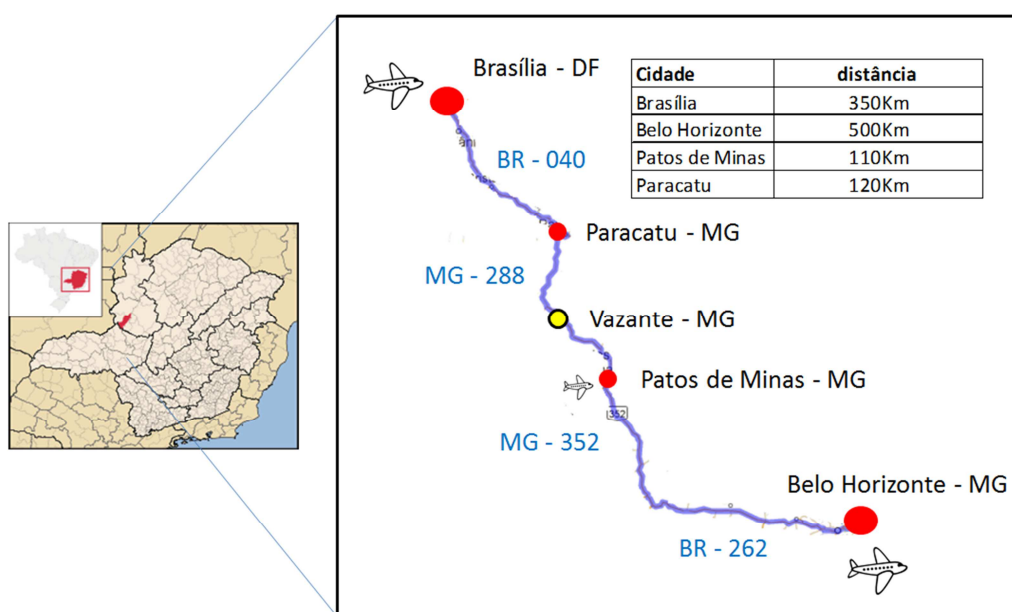 Brasília - DF
Cidade distância
Brasília 350Km
Belo Horizonte 500Km
Patos de Minas 110Km
Paracatu 120Km
BR - 040
Paracatu - MG
MG - 288
Vazante - MG
Patos de Minas - MG
352
MG - 352
Belo Horizonte - MG
BR - 262